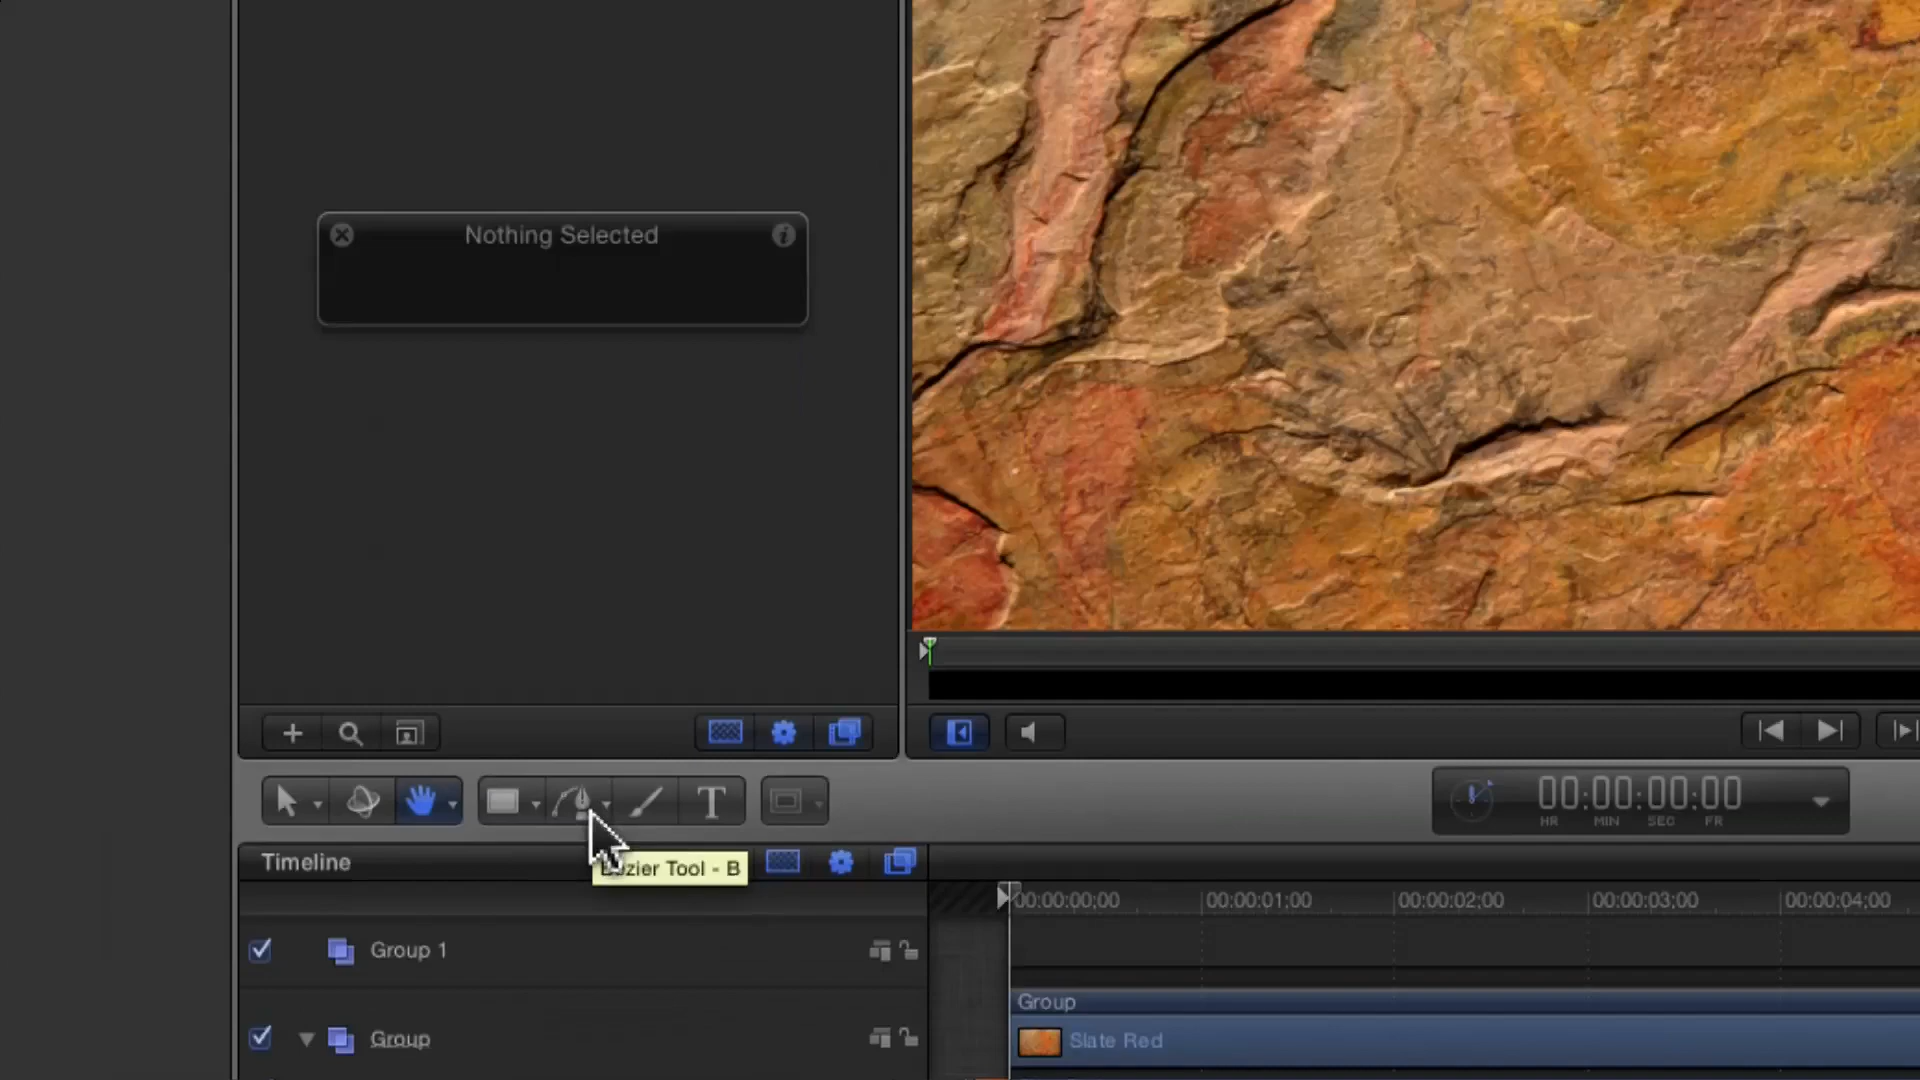 Nothing Selected
T
00:00:00:00
HR MIN SEC FR
Bezier Tool - B
Timeline
00:00:00;00 00:00:01;00 00:00:02;00 00:00:03;00 00:00:04;00
Group 1
Group
Group
Slate Red